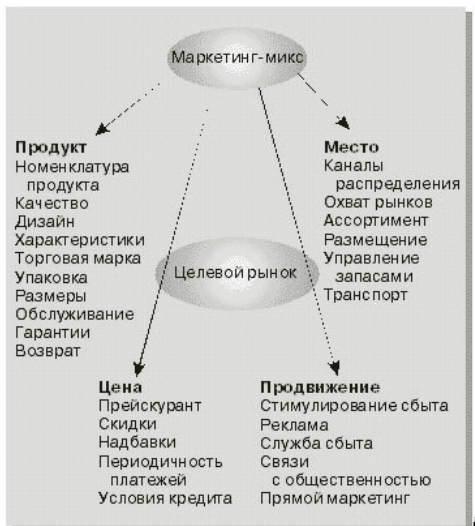 Маркетинг-микс
Продукт
Номенклатура
продукта
Качество
Дизайн
Характеристики
Торговая марка
Упаковка
Размеры
Обслуживание
Гарантии
Возврат
Место
Каналы
распределения
Охват рынков
Ассортимент
Размещение
Управление
запасами
Транспорт
Целевой рынок
Цена
Прейскурант
Скидки
Надбавки
Периодичность
платежей
Условия кредита
Продвижение
Стимулирование сбыта
Реклама
Служба сбыта
Связи
с общественностью
Прямой маркетинг